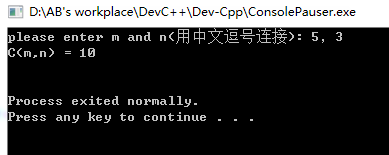 D:\AB's workplace\DevC++\Dev-Cpp\ConsolePauser.exe
please enter m and n(用中文逗号连接): 5, 3
C(m,n) = 10
Process exited normally.
Press any key to continue . . .